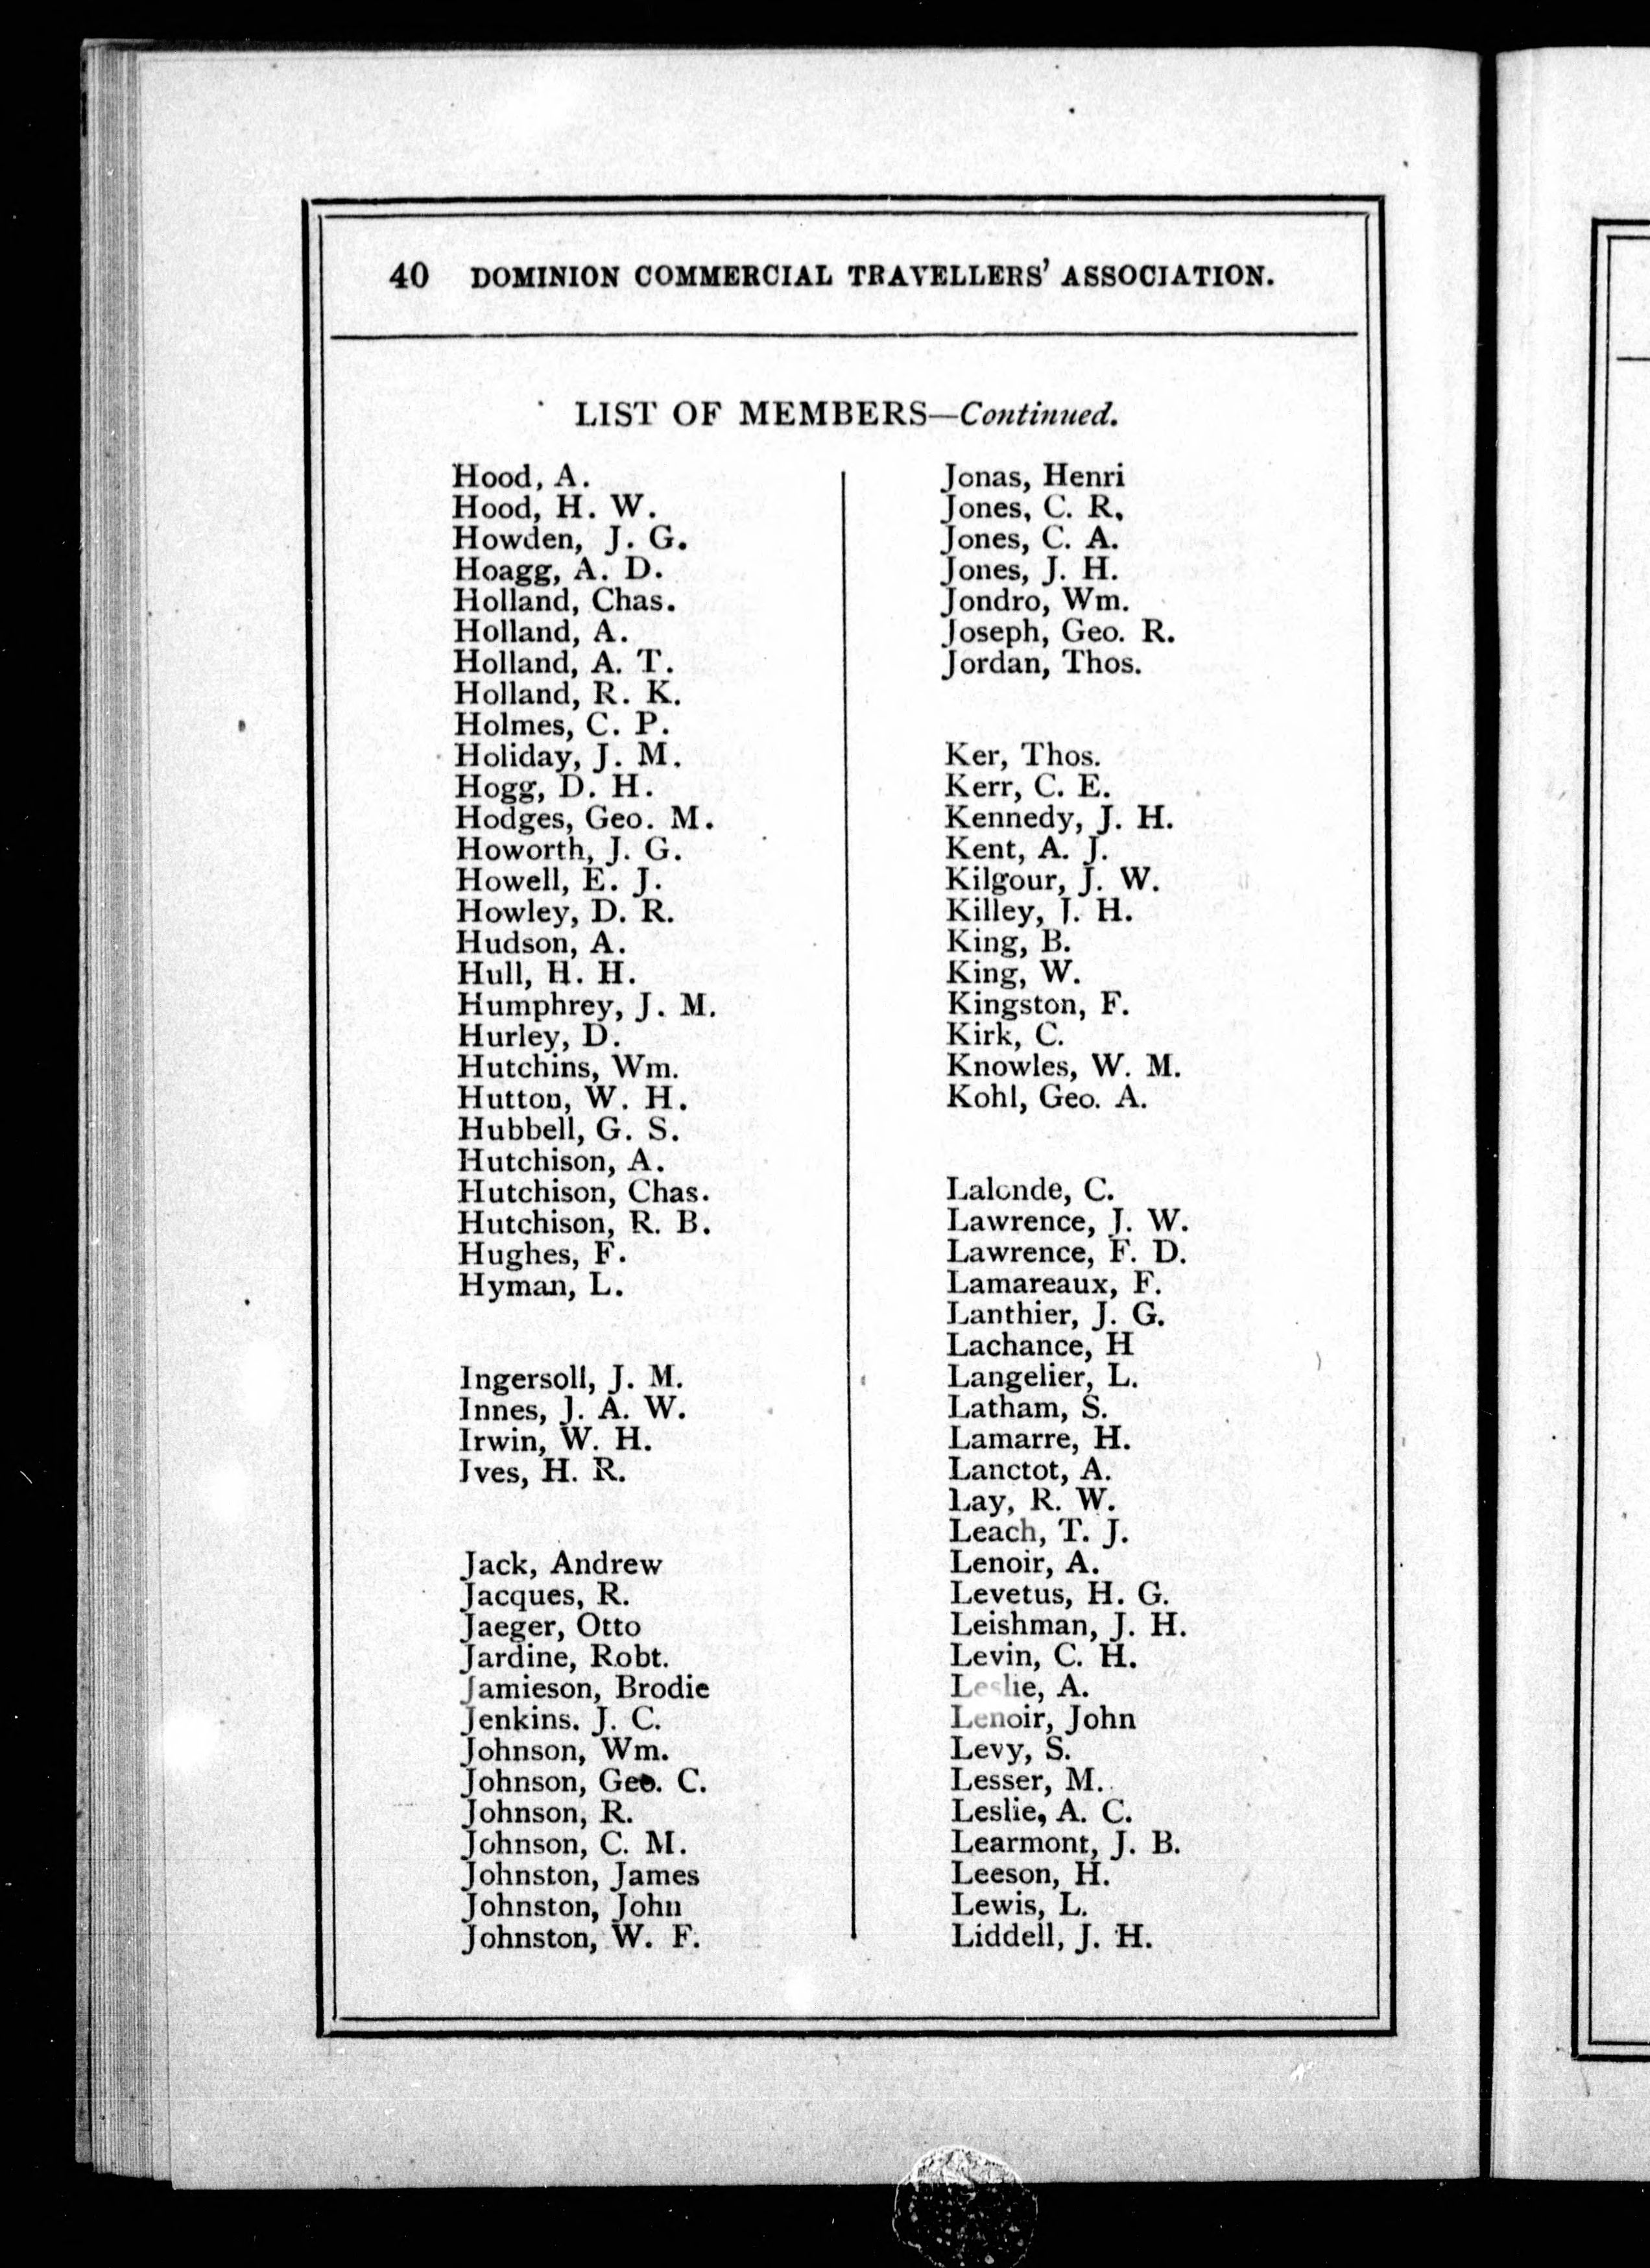 40 DOMINION COMMERCIAL TRAVELLERS' ASSOCIATION.
LIST OF MEMBERS—Continued.
Hood, A.
Hood, H. W.
Howden, J. G.
Hoagg, A. D.
Holland, Chas.
Holland, A.
Holland, A. T.
Holland, R. K.
Holmes, C. P.
Holiday, J. M.
Hogg, D. H.
Hodges, Geo. M.
Howorth, J. G.
Howell, E. J.
Howley, D. R.
Hudson, A.
Hull, H. H.
Humphrey, J. M.
Hurley, D.
Hutchins, Wm.
Hutton, W. H.
Hubbell, G. S.
Hutchison, A.
Hutchison, Chas.
Hutchison, R. B.
Hughes, F.
Hyman, L.
Ingersoll, J. M.
Innes, J. A. W.
Irwin, W. H.
Ives, H. R.
Jack, Andrew
Jacques, R.
Jaeger, Otto
Jardine, Robt.
Jamieson, Brodie
Jenkins. J. C.
Johnson, Wm.
Johnson, Geo. C.
Johnson, R.
Johnson, C. M.
Johnston, James
Johnston, John
Johnston, W. F.
Jonas, Henri
Jones, C. R,
Jones, C. A.
Jones, J. H.
Jondro, Wm.
Joseph, Geo. R.
Jordan, Thos.
Ker, Thos.
Kerr, C. E.
Kennedy, J. H.
Kent, A. J.
Kilgour, J. W.
Killey, J. H.
King, B.
King, W.
Kingston, F.
Kirk, C.
Knowles, W. M.
Kohl, Geo. A.
Lalonde, C.
Lawrence, J. W.
Lawrence, F. D.
Lamareaux, F.
Lanthier, J. G.
Lachance, H
Langelier, L.
Latham, S.
Lamarre, H.
Lanctot, A.
Lay, R. W.
Leach, T. J.
Lenoir, A.
Levetus, H. G.
Leishman, J. H.
Levin, C. H.
Leslie, A.
Lenoir, John
Levy, S.
Lesser, M.
Leslie, A. C.
Learmont, J. B.
Leeson, H.
Lewis, L.
Liddell, J. H.